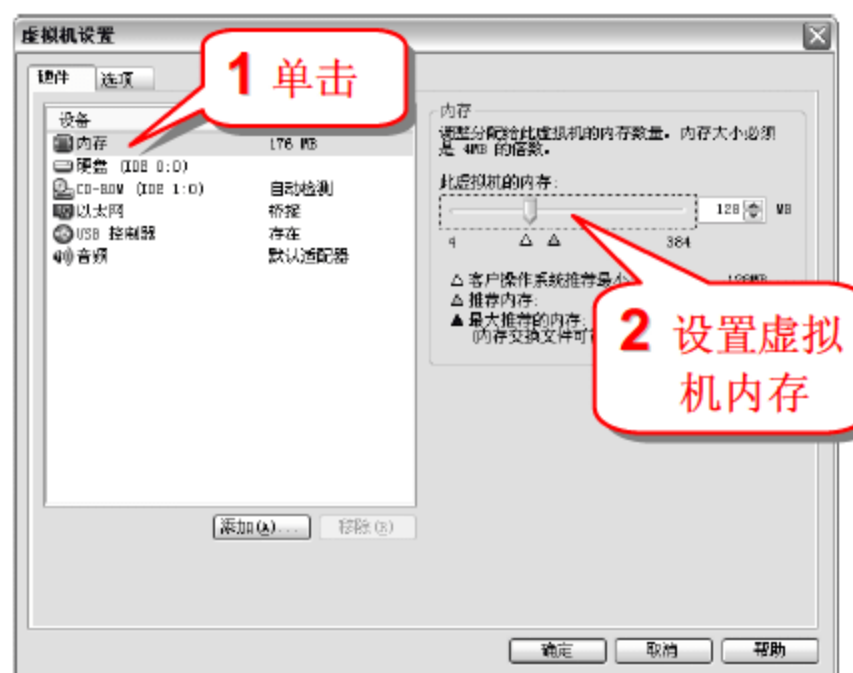 虚拟机设置
硬件 选项
1 单击
设备
内存 176 MB
硬盘 (IDE 0:0)
CD-ROM (IDE 1:0) 自动检测
以太网 桥接
USB 控制器 存在
音频 默认适配器
添加(A)... 移除(R)
内存
调整分配给此虚拟机的内存数量。内存大小必须
是 4MB 的倍数。
此虚拟机的内存:
128 MB
4 384
客户操作系统推荐最小 128MB
推荐内存:
最大推荐的内存:
(内存交换文件可
2 设置虚拟
机内存
确定 取消 帮助